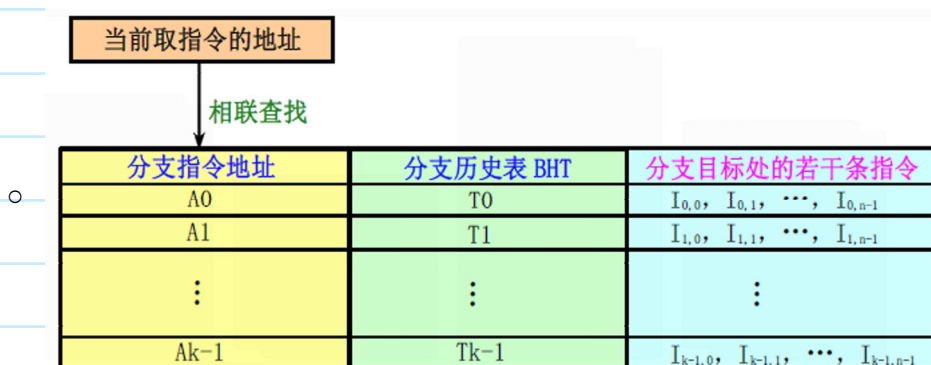 当前取指令的地址
相联查找
分支指令地址 分支历史表 BHT 分支目标处的若干条指令
A0 T0 I0,0, I0,1, …, I0,n-1
A1 T1 I1,0, I1,1, …, I1,n-1
⋮ ⋮ ⋮
Ak-1 Tk-1 Ik-1,0, Ik-1,1, …, Ik-1,n-1